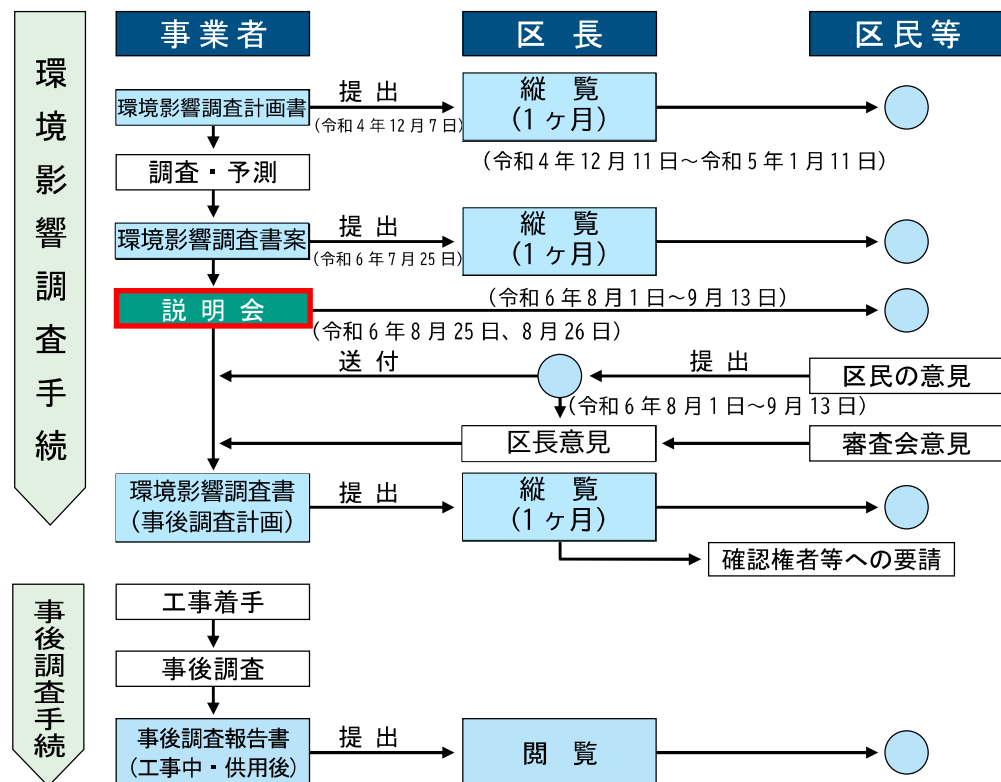 事業者
区長
区民等
環境影響調査手続
環境影響調査計画書
提出
(令和4年12月7日)
縦覧
(1ヶ月)
(令和4年12月11日～令和5年1月11日)
調査・予測
環境影響調査書案
提出
(令和6年7月25日)
縦覧
(1ヶ月)
(令和6年8月1日～9月13日)
説明会
(令和6年8月25日、8月26日)
送付
提出
区民の意見
(令和6年8月1日～9月13日)
区長意見
審査会意見
環境影響調査書
(事後調査計画)
提出
縦覧
(1ヶ月)
確認権者等への要請
事後調査手続
工事着手
事後調査
事後調査報告書
(工事中・供用後)
提出
閲覧